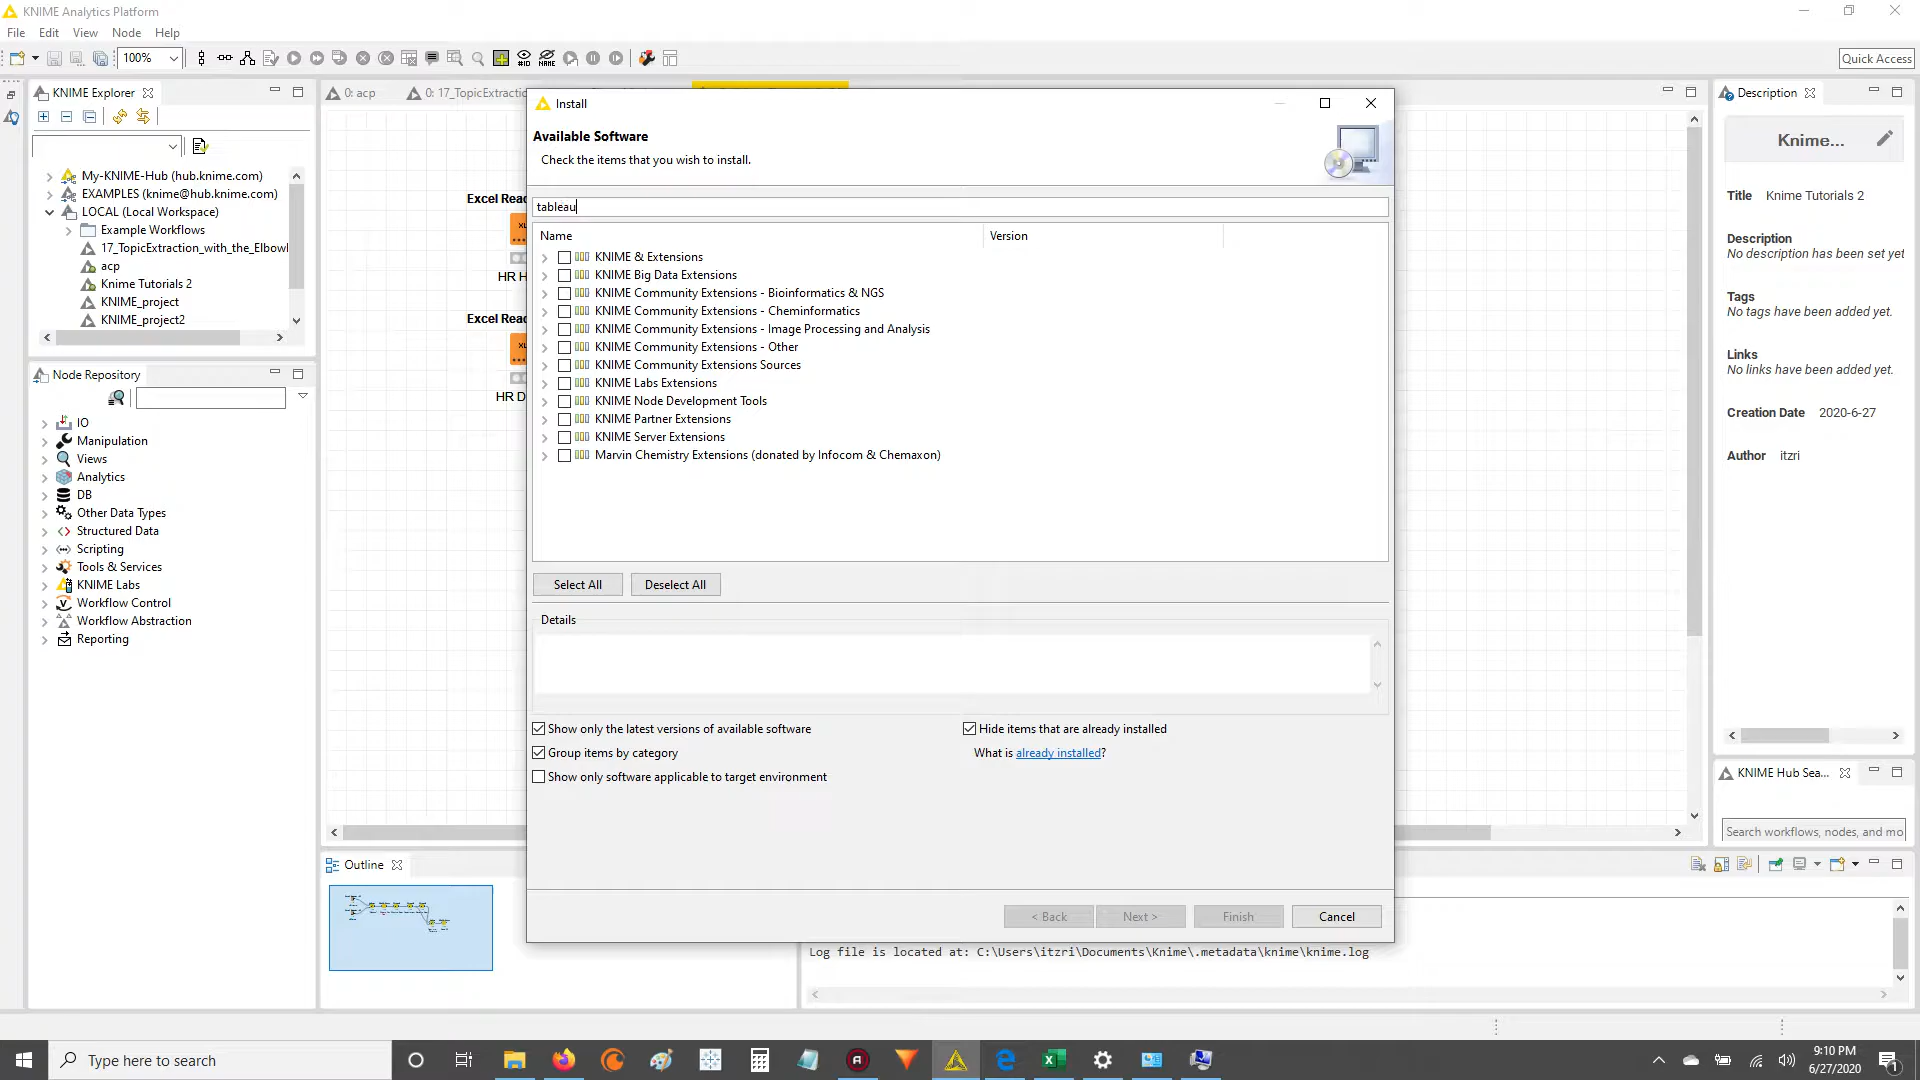 KNIME Analytics Platform
File Edit View Node Help
100%
Quick Access
KNIME Explorer
My-KNIME-Hub (hub.knime.com)
EXAMPLES (knime@hub.knime.com)
LOCAL (Local Workspace)
Example Workflows
17_TopicExtraction_with_the_Elbow
acp
Knime Tutorials 2
KNIME_project
KNIME_project2
Node Repository
IO
Manipulation
Views
Analytics
DB
Other Data Types
Structured Data
Scripting
Tools & Services
KNIME Labs
Workflow Control
Workflow Abstraction
Reporting
0: acp
0: 17_TopicExtractio
Excel Rea
HR H
Excel Rea
HR D
Install
Available Software
Check the items that you wish to install.
tableau
Name Version
KNIME & Extensions
KNIME Big Data Extensions
KNIME Community Extensions - Bioinformatics & NGS
KNIME Community Extensions - Cheminformatics
KNIME Community Extensions - Image Processing and Analysis
KNIME Community Extensions - Other
KNIME Community Extensions Sources
KNIME Labs Extensions
KNIME Node Development Tools
KNIME Partner Extensions
KNIME Server Extensions
Marvin Chemistry Extensions (donated by Infocom & Chemaxon)
Select All Deselect All
Details
Show only the latest versions of available software
Hide items that are already installed
Group items by category
What is already installed?
Show only software applicable to target environment
< Back Next > Finish Cancel
Description
Knime...
Title Knime Tutorials 2
Description
No description has been set yet
Tags
No tags have been added yet.
Links
No links have been added yet.
Creation Date 2020-6-27
Author itzri
KNIME Hub Sea...
Search workflows, nodes, and mo
Outline
Log file is located at: C:\Users\itzri\Documents\Knime\.metadata\knime\knime.log
Type here to search
9:10 PM
6/27/2020